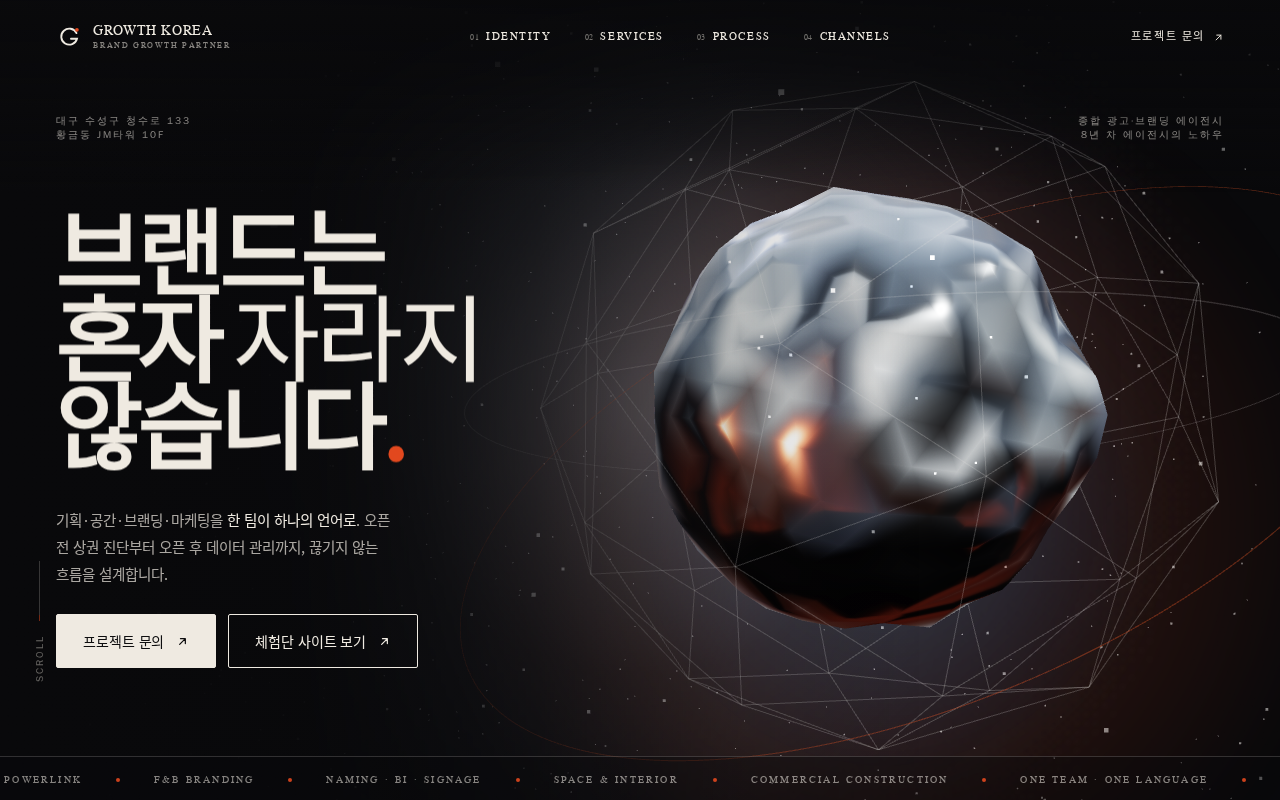 GROWTH KOREA
BRAND GROWTH PARTNER
01 IDENTITY
02 SERVICES
03 PROCESS
04 CHANNELS
프로젝트 문의
대구 수성구 청수로 133
황금동 JM타워 10F
종합 광고·브랜딩 에이전시
8년 차 에이전시의 노하우
브랜드는
혼자 자라지
않습니다.
기획·공간·브랜딩·마케팅을 한 팀이 하나의 언어로. 오픈
전 상권 진단부터 오픈 후 데이터 관리까지, 끊기지 않는
흐름을 설계합니다.
프로젝트 문의
체험단 사이트 보기
SCROLL
POWERLINK • F&B BRANDING • NAMING · BI · SIGNAGE • SPACE & INTERIOR • COMMERCIAL CONSTRUCTION • ONE TEAM · ONE LANGUAGE •